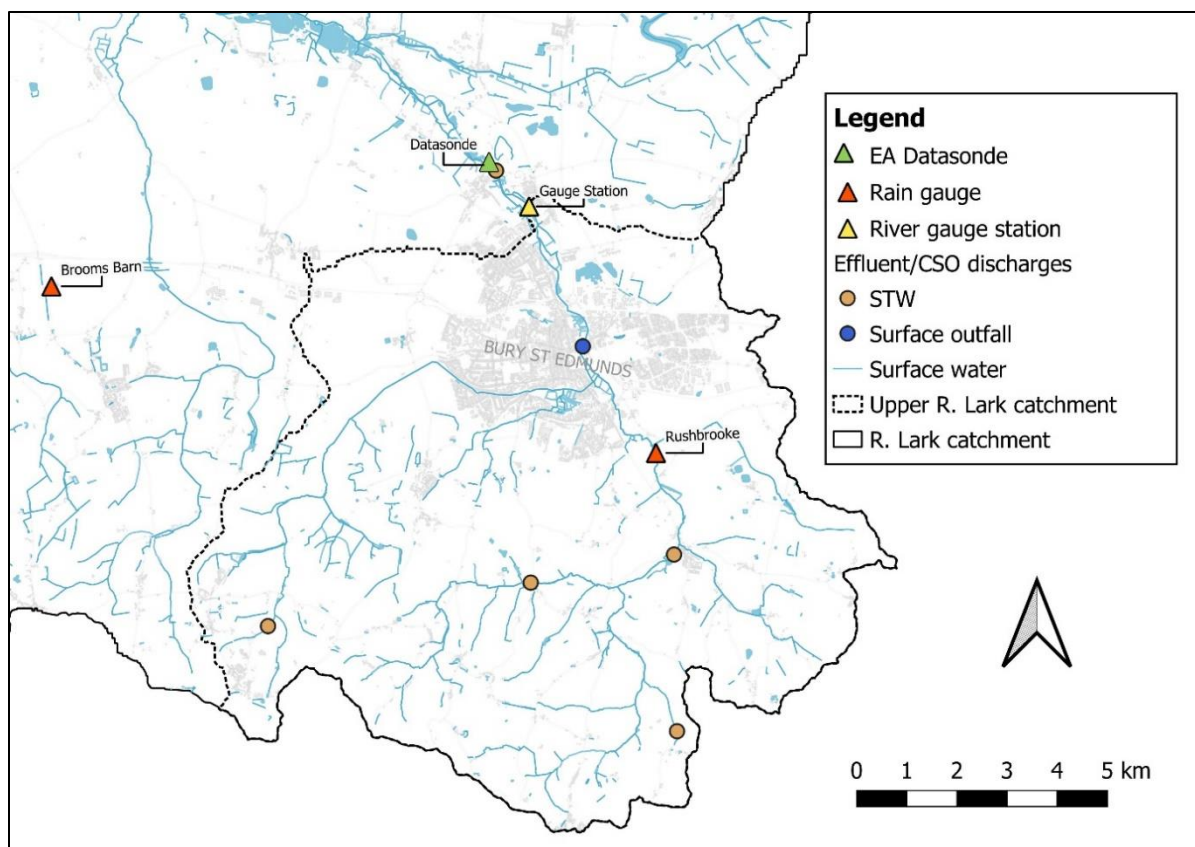 Datasonde
Gauge Station
Brooms Barn
BURY ST EDMUNDS
Rushbrooke
Legend
EA Datasonde
Rain gauge
River gauge station
Effluent/CSO discharges
STW
Surface outfall
Surface water
Upper R. Lark catchment
R. Lark catchment
0 1 2 3 4 5 km